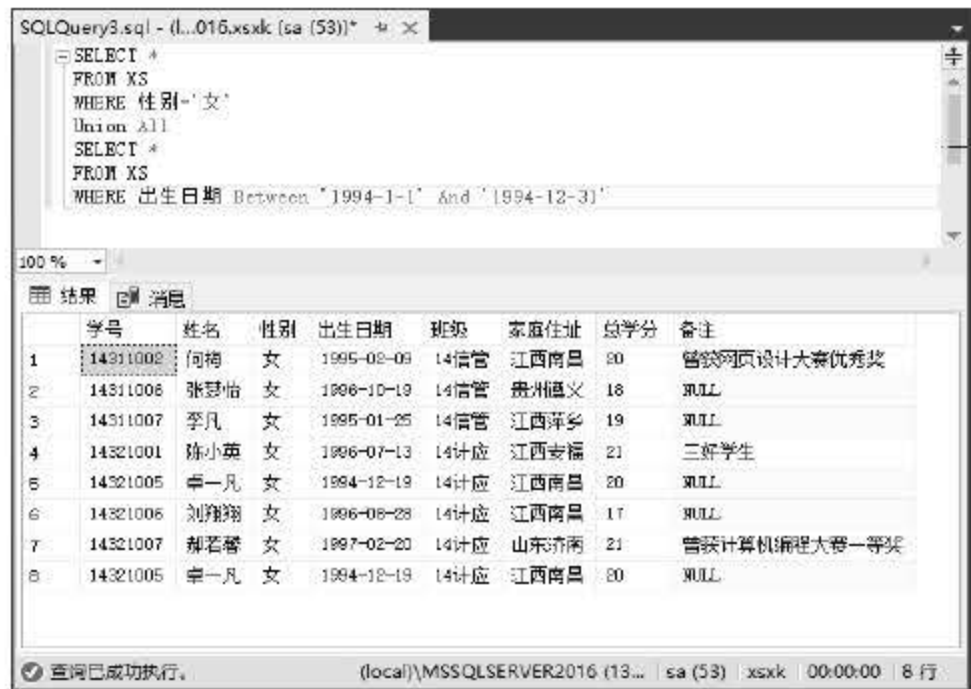 SQLQuery3.sql - (l...016.xsxk (sa (53))*
SELECT *
FROM XS
WHERE 性别='女'
Union All
SELECT *
FROM XS
WHERE 出生日期 Between '1994-1-1' And '1994-12-31'
100 %
结果 消息
学号 姓名 性别 出生日期 班级 家庭住址 总学分 备注
1 14311002 何梅 女 1995-02-09 14信管 江西南昌 20 曾获网页设计大赛优秀奖
2 14311006 张梦怡 女 1996-10-19 14信管 贵州遵义 18 NULL
3 14311007 李凡 女 1995-01-25 14信管 江西萍乡 19 NULL
4 14321001 陈小英 女 1996-07-13 14计应 江西安福 21 三好学生
5 14321005 卓一凡 女 1994-12-19 14计应 江西南昌 20 NULL
6 14321006 刘翔翔 女 1996-08-28 14计应 江西南昌 17 NULL
7 14321007 郝若馨 女 1997-02-20 14计应 山东济南 21 曾获计算机编程大赛一等奖
8 14321005 卓一凡 女 1994-12-19 14计应 江西南昌 20 NULL
查询已成功执行。 (local)\MSSQLSERVER2016 (13... sa (53) xsxk 00:00:00 8 行